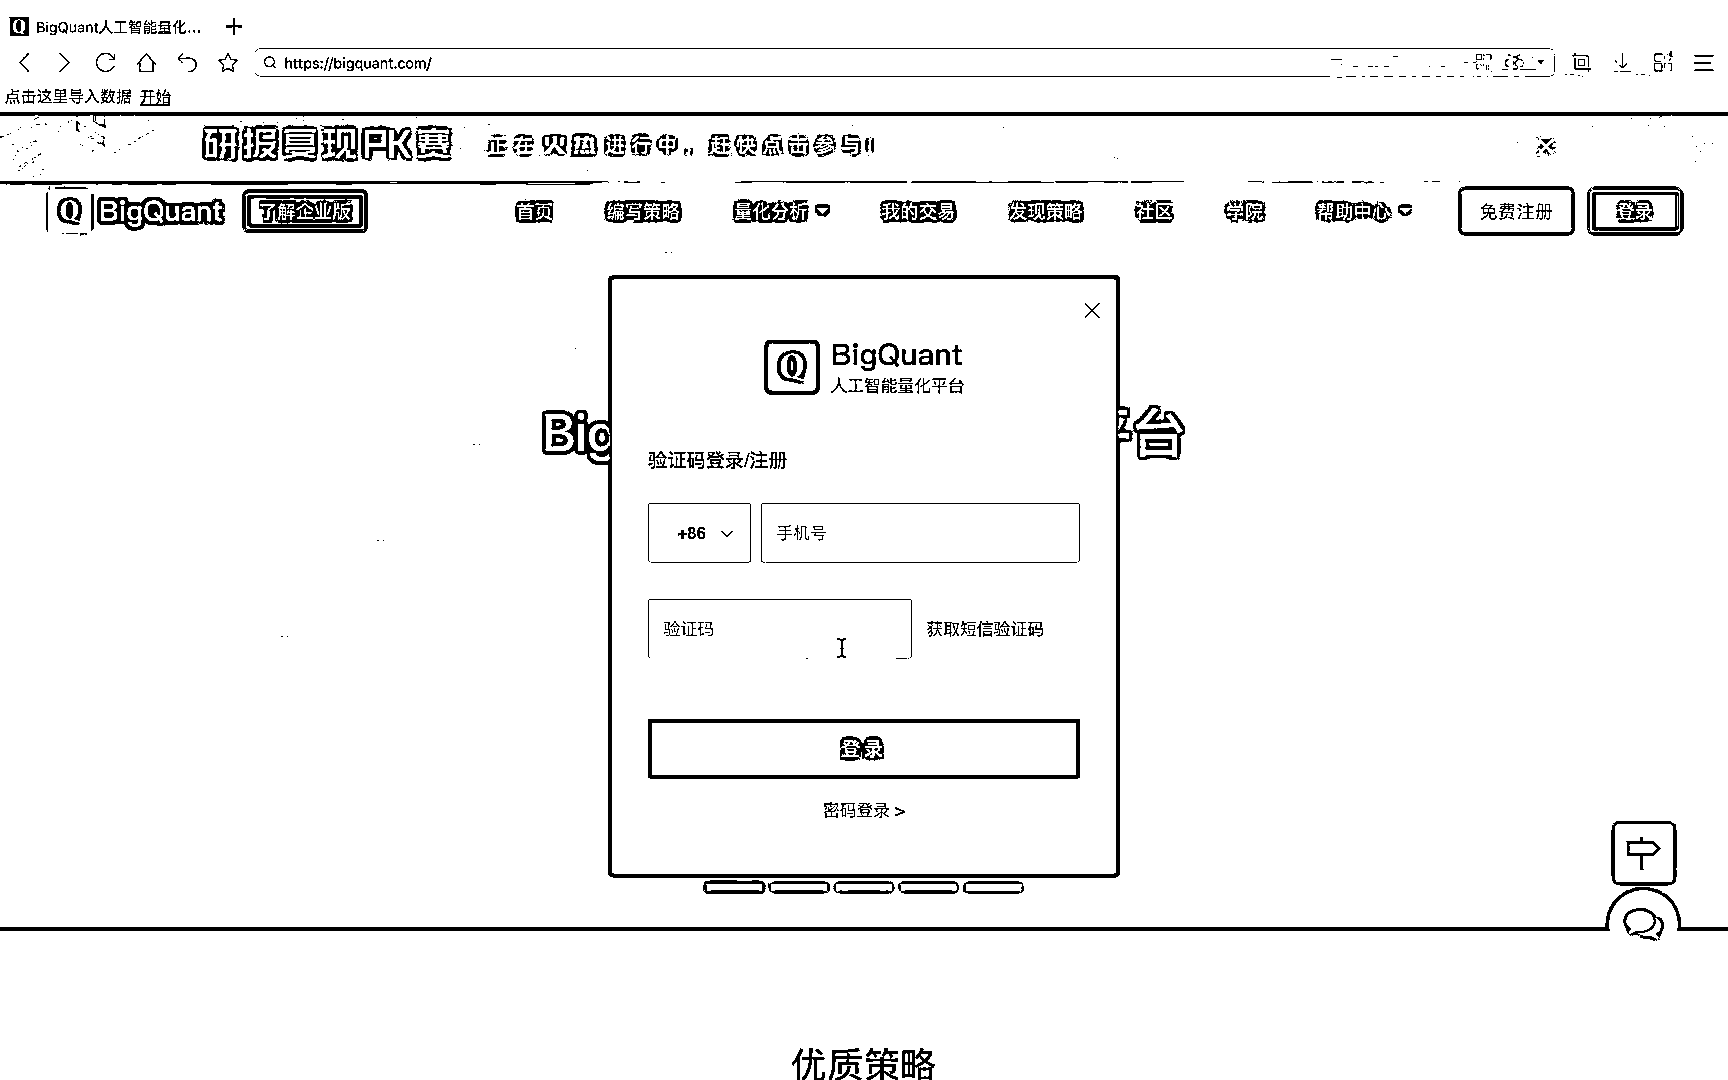 BigQuant人工智能量化...
https://bigquant.com/
点击这里导入数据 开始
研报复现PK赛 正在火热进行中，赶快点击参与!!
BigQuant 了解企业版 首页 编写策略 量化分析 我的交易 发现策略 社区 学院 帮助中心 免费注册 登录
BigQuant
人工智能量化平台
Big
平台
验证码登录/注册
+86 手机号
验证码 获取短信验证码
登录
密码登录 >
优质策略